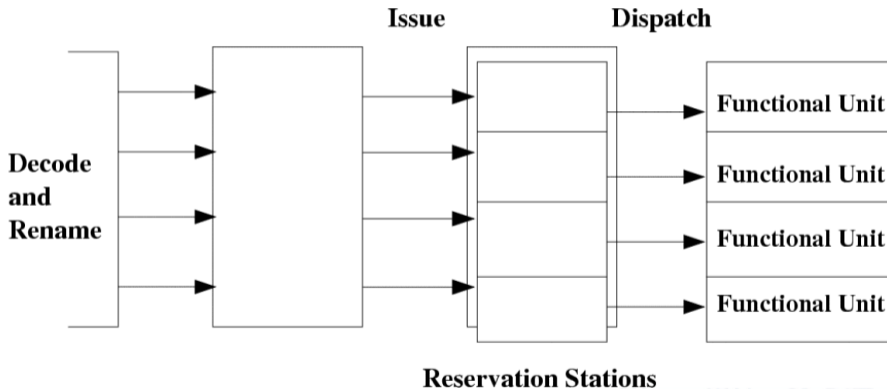 Issue
Dispatch
Decode
and
Rename
Functional Unit
Functional Unit
Functional Unit
Functional Unit
Reservation Stations